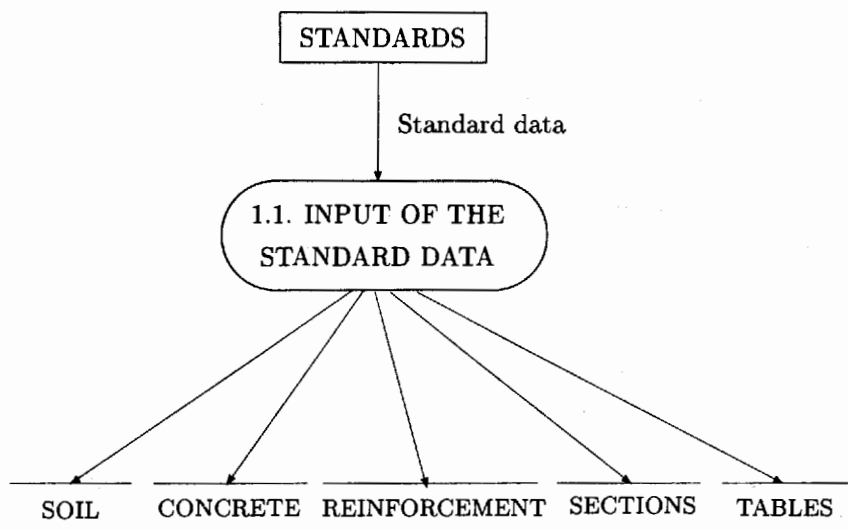 STANDARDS
Standard data
1.1. INPUT OF THE
STANDARD DATA
SOIL
CONCRETE
REINFORCEMENT
SECTIONS
TABLES